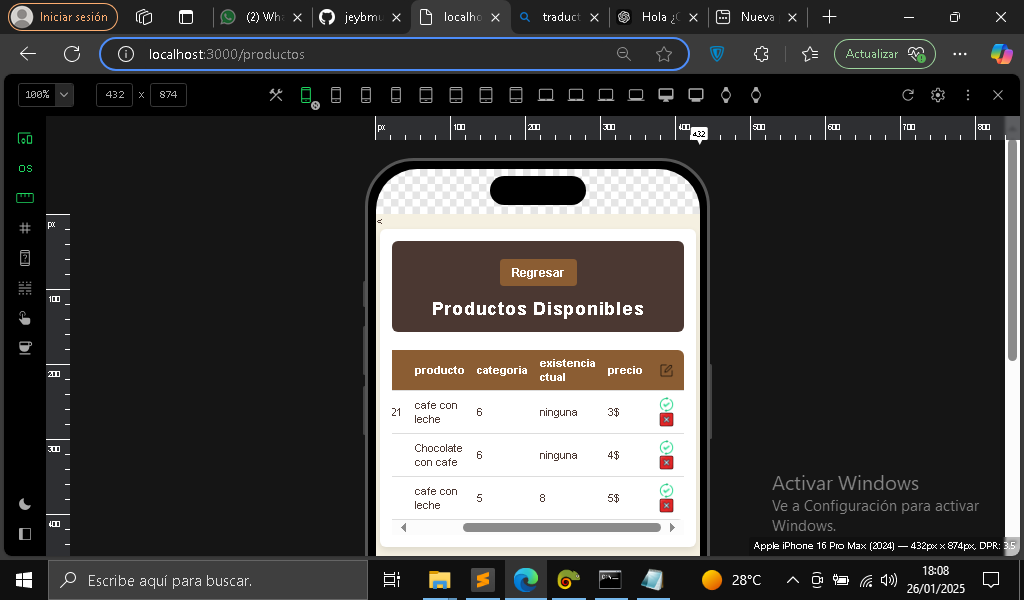 Iniciar sesión
(2) Wh
jeybmu
localho
traduct
Hola ¿C
Nueva
localhost:3000/productos
Actualizar
100%
432 x 874
OS
px 100 200 300 400 500 600 700 800
432
px
100
200
300
400
<
Regresar
Productos Disponibles
producto categoria existencia ctual precio
21 cafe con leche 6 ninguna 3$
Chocolate con cafe 6 ninguna 4$
cafe con leche 5 8 5$
Activar Windows
Ve a Configuración para activar
Windows.
Apple iPhone 16 Pro Max (2024) — 432px x 874px, DPR: 3.5
Escribe aquí para buscar.
28°C
18:08
26/01/2025